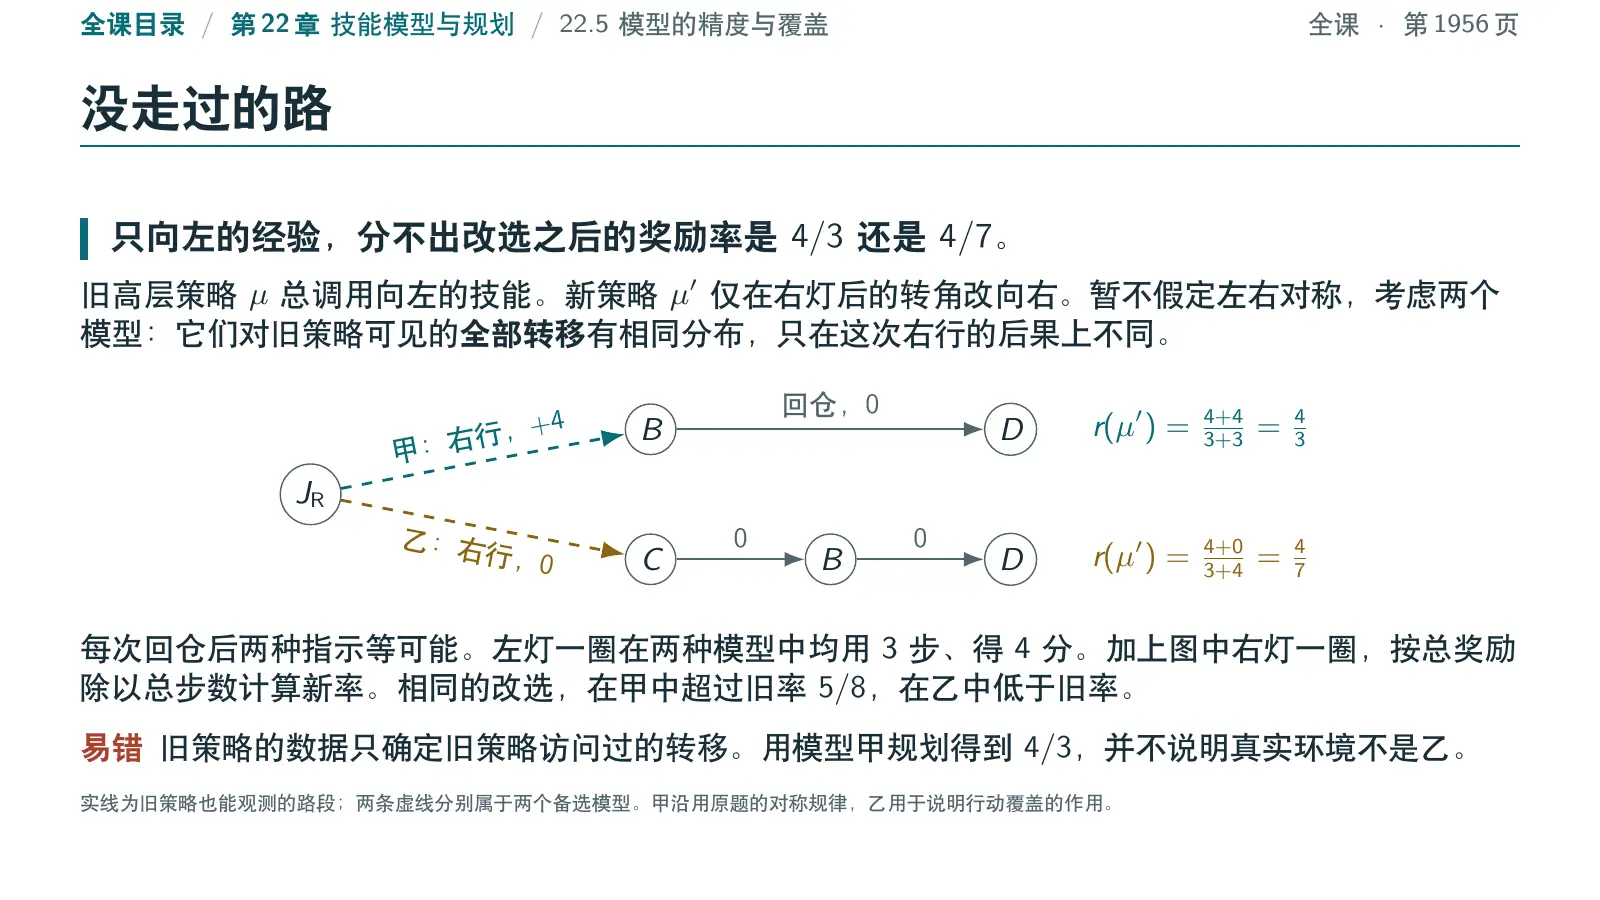 全课目录 / 第 22 章 技能模型与规划 / 22.5 模型的精度与覆盖
全课 · 第 1956 页
没走过的路
只向左的经验，分不出改选之后的奖励率是 4/3 还是 4/7。
旧高层策略 μ 总调用向左的技能。新策略 μ′ 仅在右灯后的转角改向右。暂不假定左右对称，考虑两个
模型：它们对旧策略可见的全部转移有相同分布，只在这次右行的后果上不同。
甲：右行，+4
回仓，0
B
D
r(μ′) = (4+4)/(3+3) = 4/3
J_R
乙：右行，0
0
0
C
B
D
r(μ′) = (4+0)/(3+4) = 4/7
每次回仓后两种指示等可能。左灯一圈在两种模型中均用 3 步、得 4 分。加上图中右灯一圈，按总奖励
除以总步数计算新率。相同的改选，在甲中超过旧率 5/8，在乙中低于旧率。
易错 旧策略的数据只确定旧策略访问过的转移。用模型甲规划得到 4/3，并不说明真实环境不是乙。
实线为旧策略也能观测的路段；两条虚线分别属于两个备选模型。甲沿用原题的对称规律，乙用于说明行动覆盖的作用。